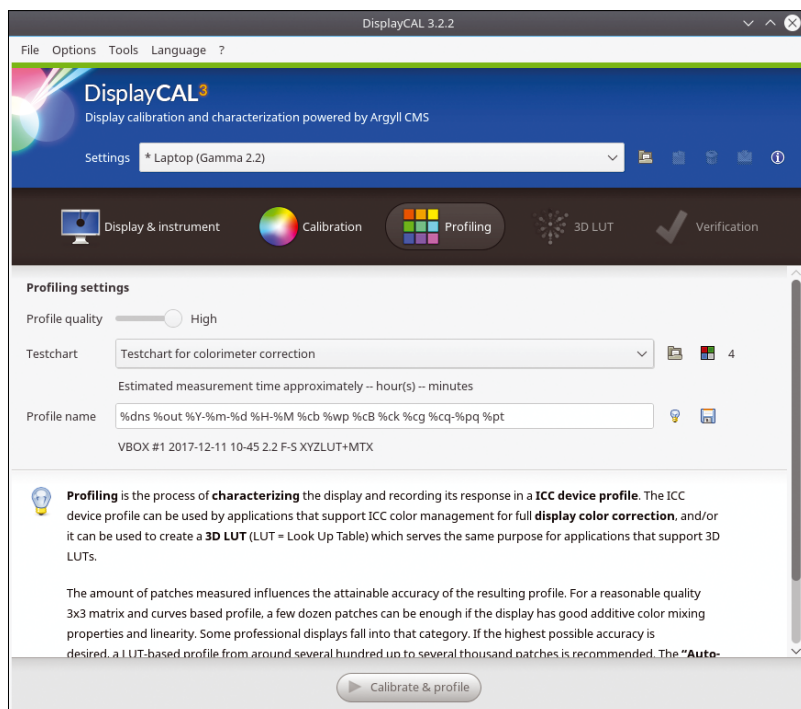 DisplayCAL 3.2.2
File Options Tools Language ?
DisplayCAL3
Display calibration and characterization powered by Argyll CMS
Settings * Laptop (Gamma 2.2)
Display & instrument Calibration Profiling 3D LUT Verification
Profiling settings
Profile quality High
Testchart Testchart for colorimeter correction 4
Estimated measurement time approximately -- hour(s) -- minutes
Profile name %dns %out %Y-%m-%d %H-%M %cb %wp %cB %ck %cg %cq-%pq %pt
VBOX #1 2017-12-11 10-45 2.2 F-S XYZLUT+MTX
Profiling is the process of characterizing the display and recording its response in a ICC device profile. The ICC
device profile can be used by applications that support ICC color management for full display color correction, and/or
it can be used to create a 3D LUT (LUT = Look Up Table) which serves the same purpose for applications that support 3D
LUTs.
The amount of patches measured influences the attainable accuracy of the resulting profile. For a reasonable quality
3x3 matrix and curves based profile, a few dozen patches can be enough if the display has good additive color mixing
properties and linearity. Some professional displays fall into that category. If the highest possible accuracy is
desired, a LUT-based profile from around several hundred up to several thousand patches is recommended. The “Auto-
Calibrate & profile